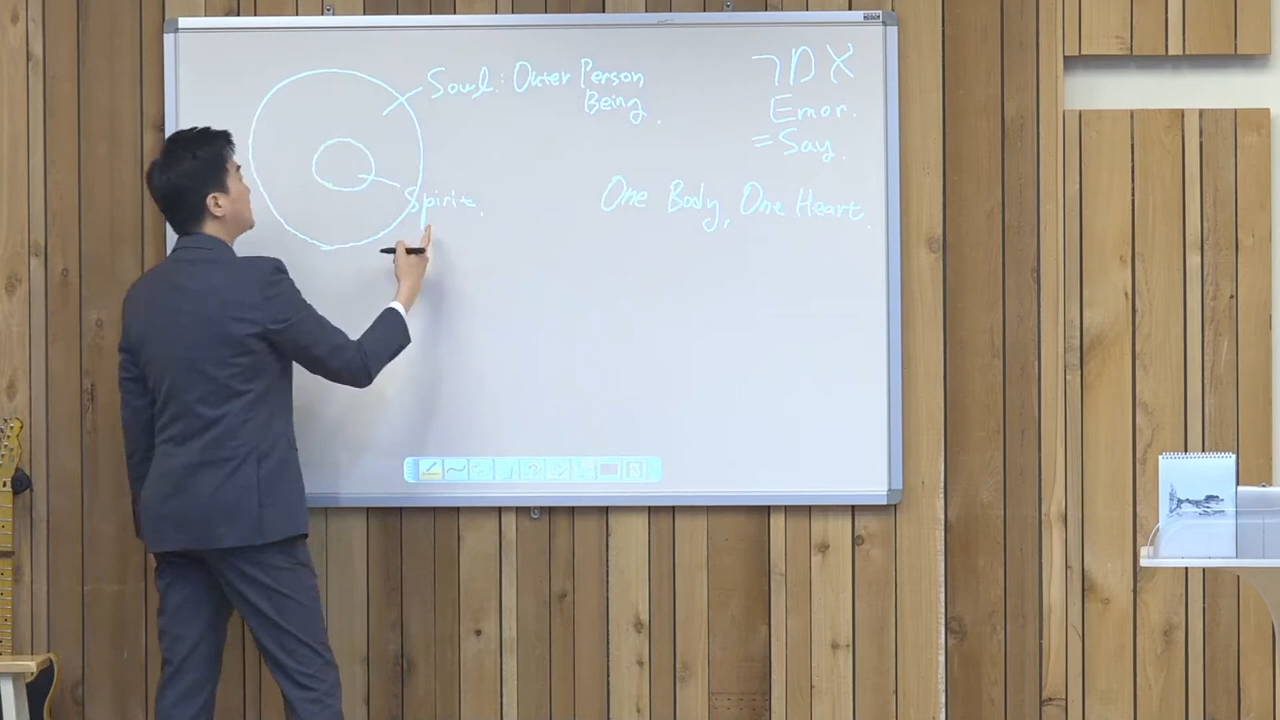 Soul: Outer Person
Being.
Spirit.
אמר
Emor.
=Say.
One Body, One Heart.